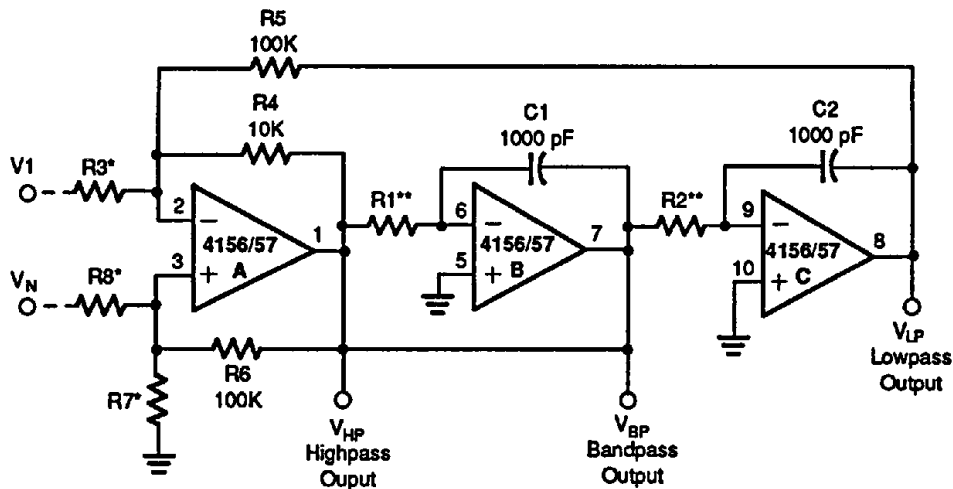 R5
100K
R4
10K
C1
1000 pF
C2
1000 pF
V1
R3*
R1**
R2**
2
−
4156/57
A
1
3
+
6
−
4156/57
B
7
5
+
9
−
4156/57
C
8
10
+
VN
R8*
R6
100K
R7*
VHP
Highpass
Ouput
VBP
Bandpass
Output
VLP
Lowpass
Output